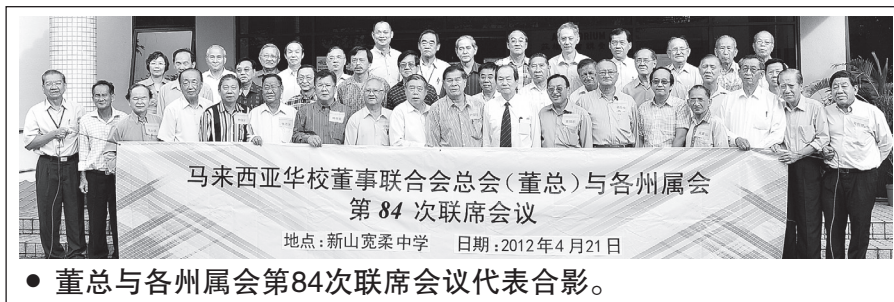 马来西亚华校董事联合会总会(董总)与各州属会
第 84 次联席会议
地点:新山宽柔中学 日期:2012年4月21日
● 董总与各州属会第84次联席会议代表合影。